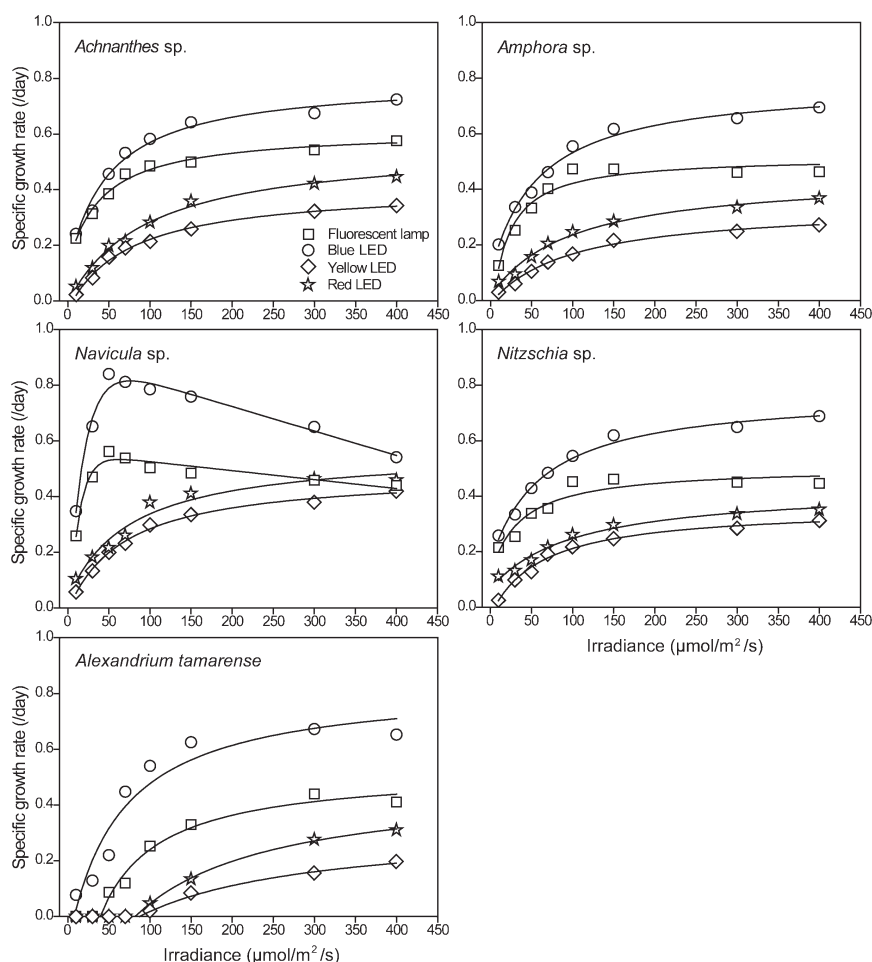 Achnanthes sp.
Specific growth rate (/day)
1.0
0.8
0.6
0.4
0.2
0.0
0 50 100 150 200 250 300 350 400 450
Fluorescent lamp
Blue LED
Yellow LED
Red LED
Amphora sp.
1.0
0.8
0.6
0.4
0.2
0.0
0 50 100 150 200 250 300 350 400 450
Navicula sp.
Specific growth rate (/day)
1.0
0.8
0.6
0.4
0.2
0.0
0 50 100 150 200 250 300 350 400 450
Nitzschia sp.
1.0
0.8
0.6
0.4
0.2
0.0
0 50 100 150 200 250 300 350 400 450
Irradiance (µmol/m²/s)
Alexandrium tamarense
Specific growth rate (/day)
1.0
0.8
0.6
0.4
0.2
0.0
0 50 100 150 200 250 300 350 400 450
Irradiance (µmol/m²/s)